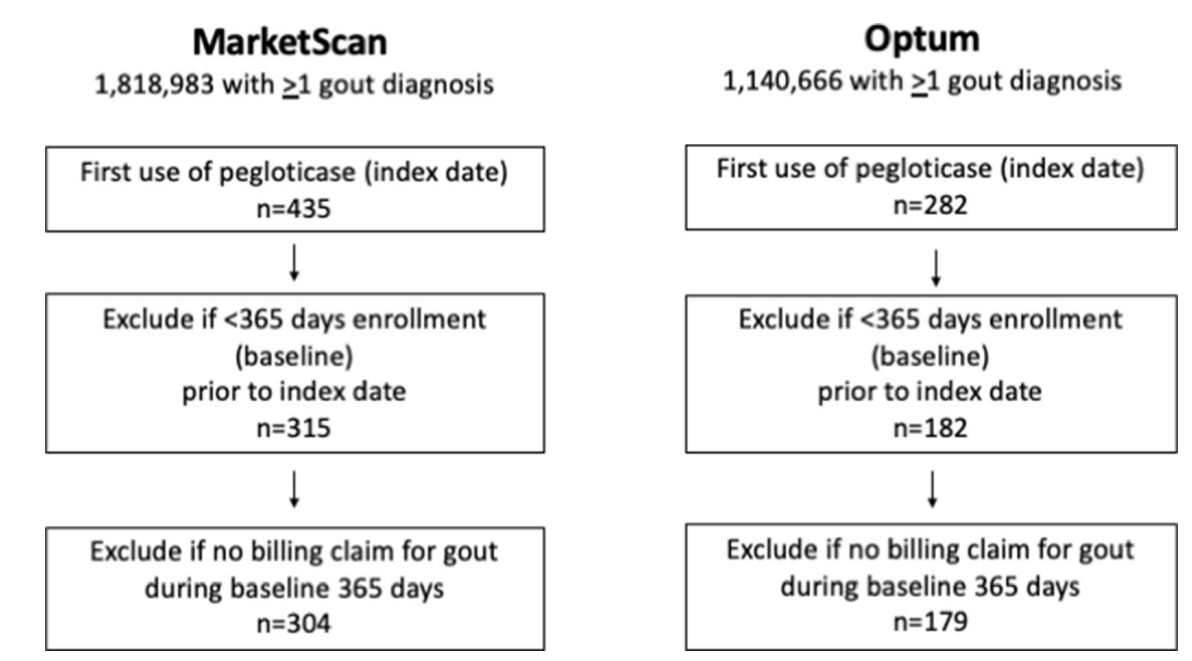 MarketScan
1,818,983 with ≥1 gout diagnosis
First use of pegloticase (index date)
n=435
Exclude if <365 days enrollment
(baseline)
prior to index date
n=315
Exclude if no billing claim for gout
during baseline 365 days
n=304
Optum
1,140,666 with ≥1 gout diagnosis
First use of pegloticase (index date)
n=282
Exclude if <365 days enrollment
(baseline)
prior to index date
n=182
Exclude if no billing claim for gout
during baseline 365 days
n=179